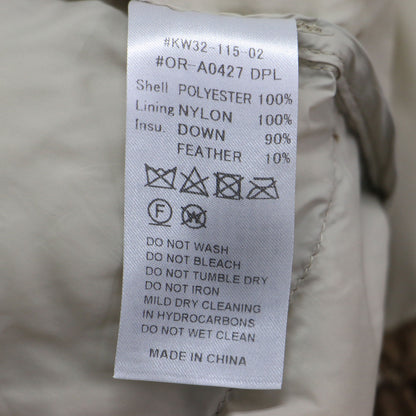 #KW32-115-02
#OR-A0427 DPL
Shell POLYESTER 100%
Lining NYLON 100%
Insu. DOWN 90%
FEATHER 10%
F W
DO NOT WASH
DO NOT BLEACH
DO NOT TUMBLE DRY
DO NOT IRON
MILD DRY CLEANING
IN HYDROCARBONS
DO NOT WET CLEAN
MADE IN CHINA